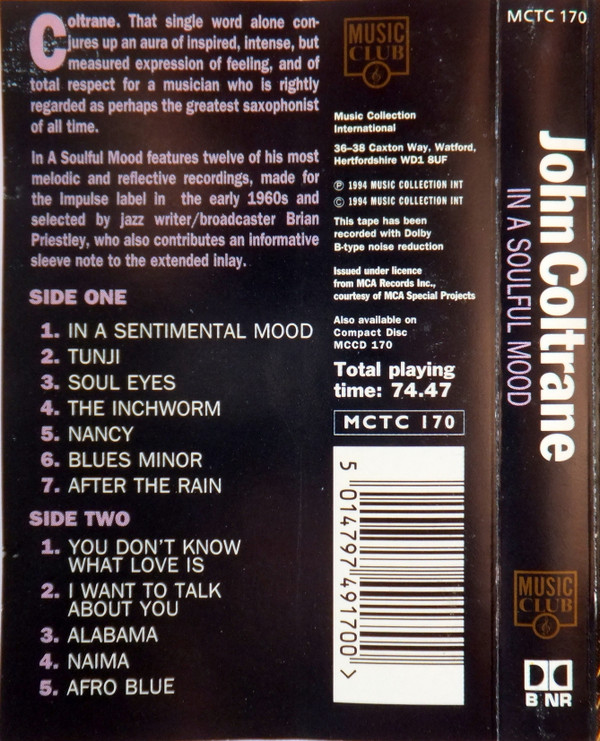 Coltrane. That single word alone con-
jures up an aura of inspired, intense, but
measured expression of feeling, and of
total respect for a musician who is rightly
regarded as perhaps the greatest saxophonist
of all time.
In A Soulful Mood features twelve of his most
melodic and reflective recordings, made for
the Impulse label in the early 1960s and
selected by jazz writer/broadcaster Brian
Priestley, who also contributes an informative
sleeve note to the extended inlay.
SIDE ONE
1. IN A SENTIMENTAL MOOD
2. TUNJI
3. SOUL EYES
4. THE INCHWORM
5. NANCY
6. BLUES MINOR
7. AFTER THE RAIN
SIDE TWO
1. YOU DON'T KNOW
WHAT LOVE IS
2. I WANT TO TALK
ABOUT YOU
3. ALABAMA
4. NAIMA
5. AFRO BLUE
MUSIC
CLUB
Music Collection
International
36–38 Caxton Way, Watford,
Hertfordshire WD1 8UF
℗ 1994 MUSIC COLLECTION INT
© 1994 MUSIC COLLECTION INT
This tape has been
recorded with Dolby
B-type noise reduction
Issued under licence
from MCA Records Inc.,
courtesy of MCA Special Projects
Also available on
Compact Disc
MCCD 170
Total playing
time: 74.47
MCTC 170
5 014797 491700 >
MCTC 170
John Coltrane
IN A SOULFUL MOOD
MUSIC
CLUB
B NR